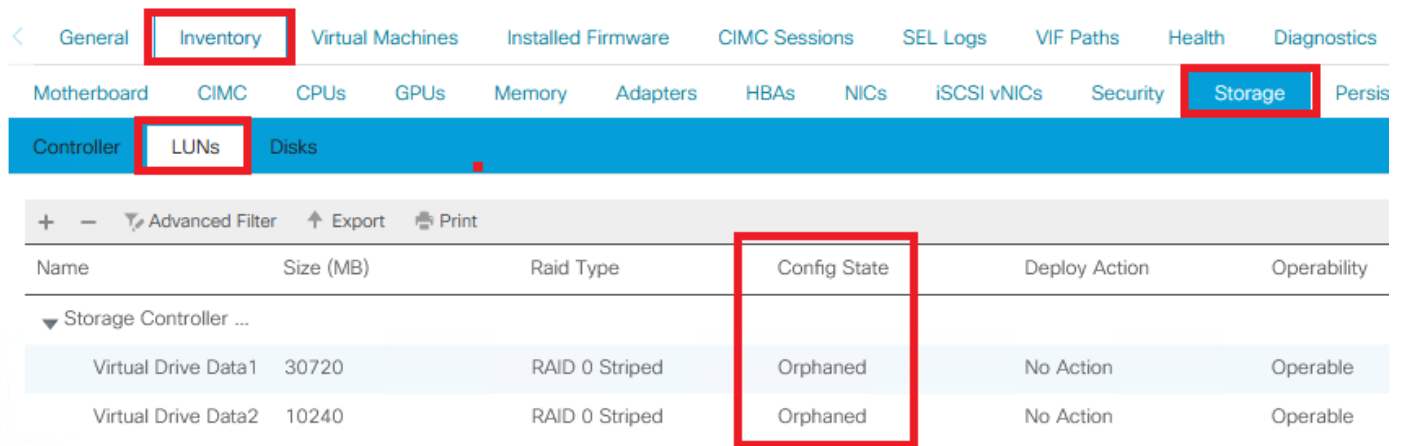 General Inventory Virtual Machines Installed Firmware CIMC Sessions SEL Logs VIF Paths Health Diagnostics
Motherboard CIMC CPUs GPUs Memory Adapters HBAs NICs iSCSI vNICs Security Storage Persis
Controller LUNs Disks
+ − Advanced Filter Export Print
Name Size (MB) Raid Type Config State Deploy Action Operability
Storage Controller ...
Virtual Drive Data1 30720 RAID 0 Striped Orphaned No Action Operable
Virtual Drive Data2 10240 RAID 0 Striped Orphaned No Action Operable